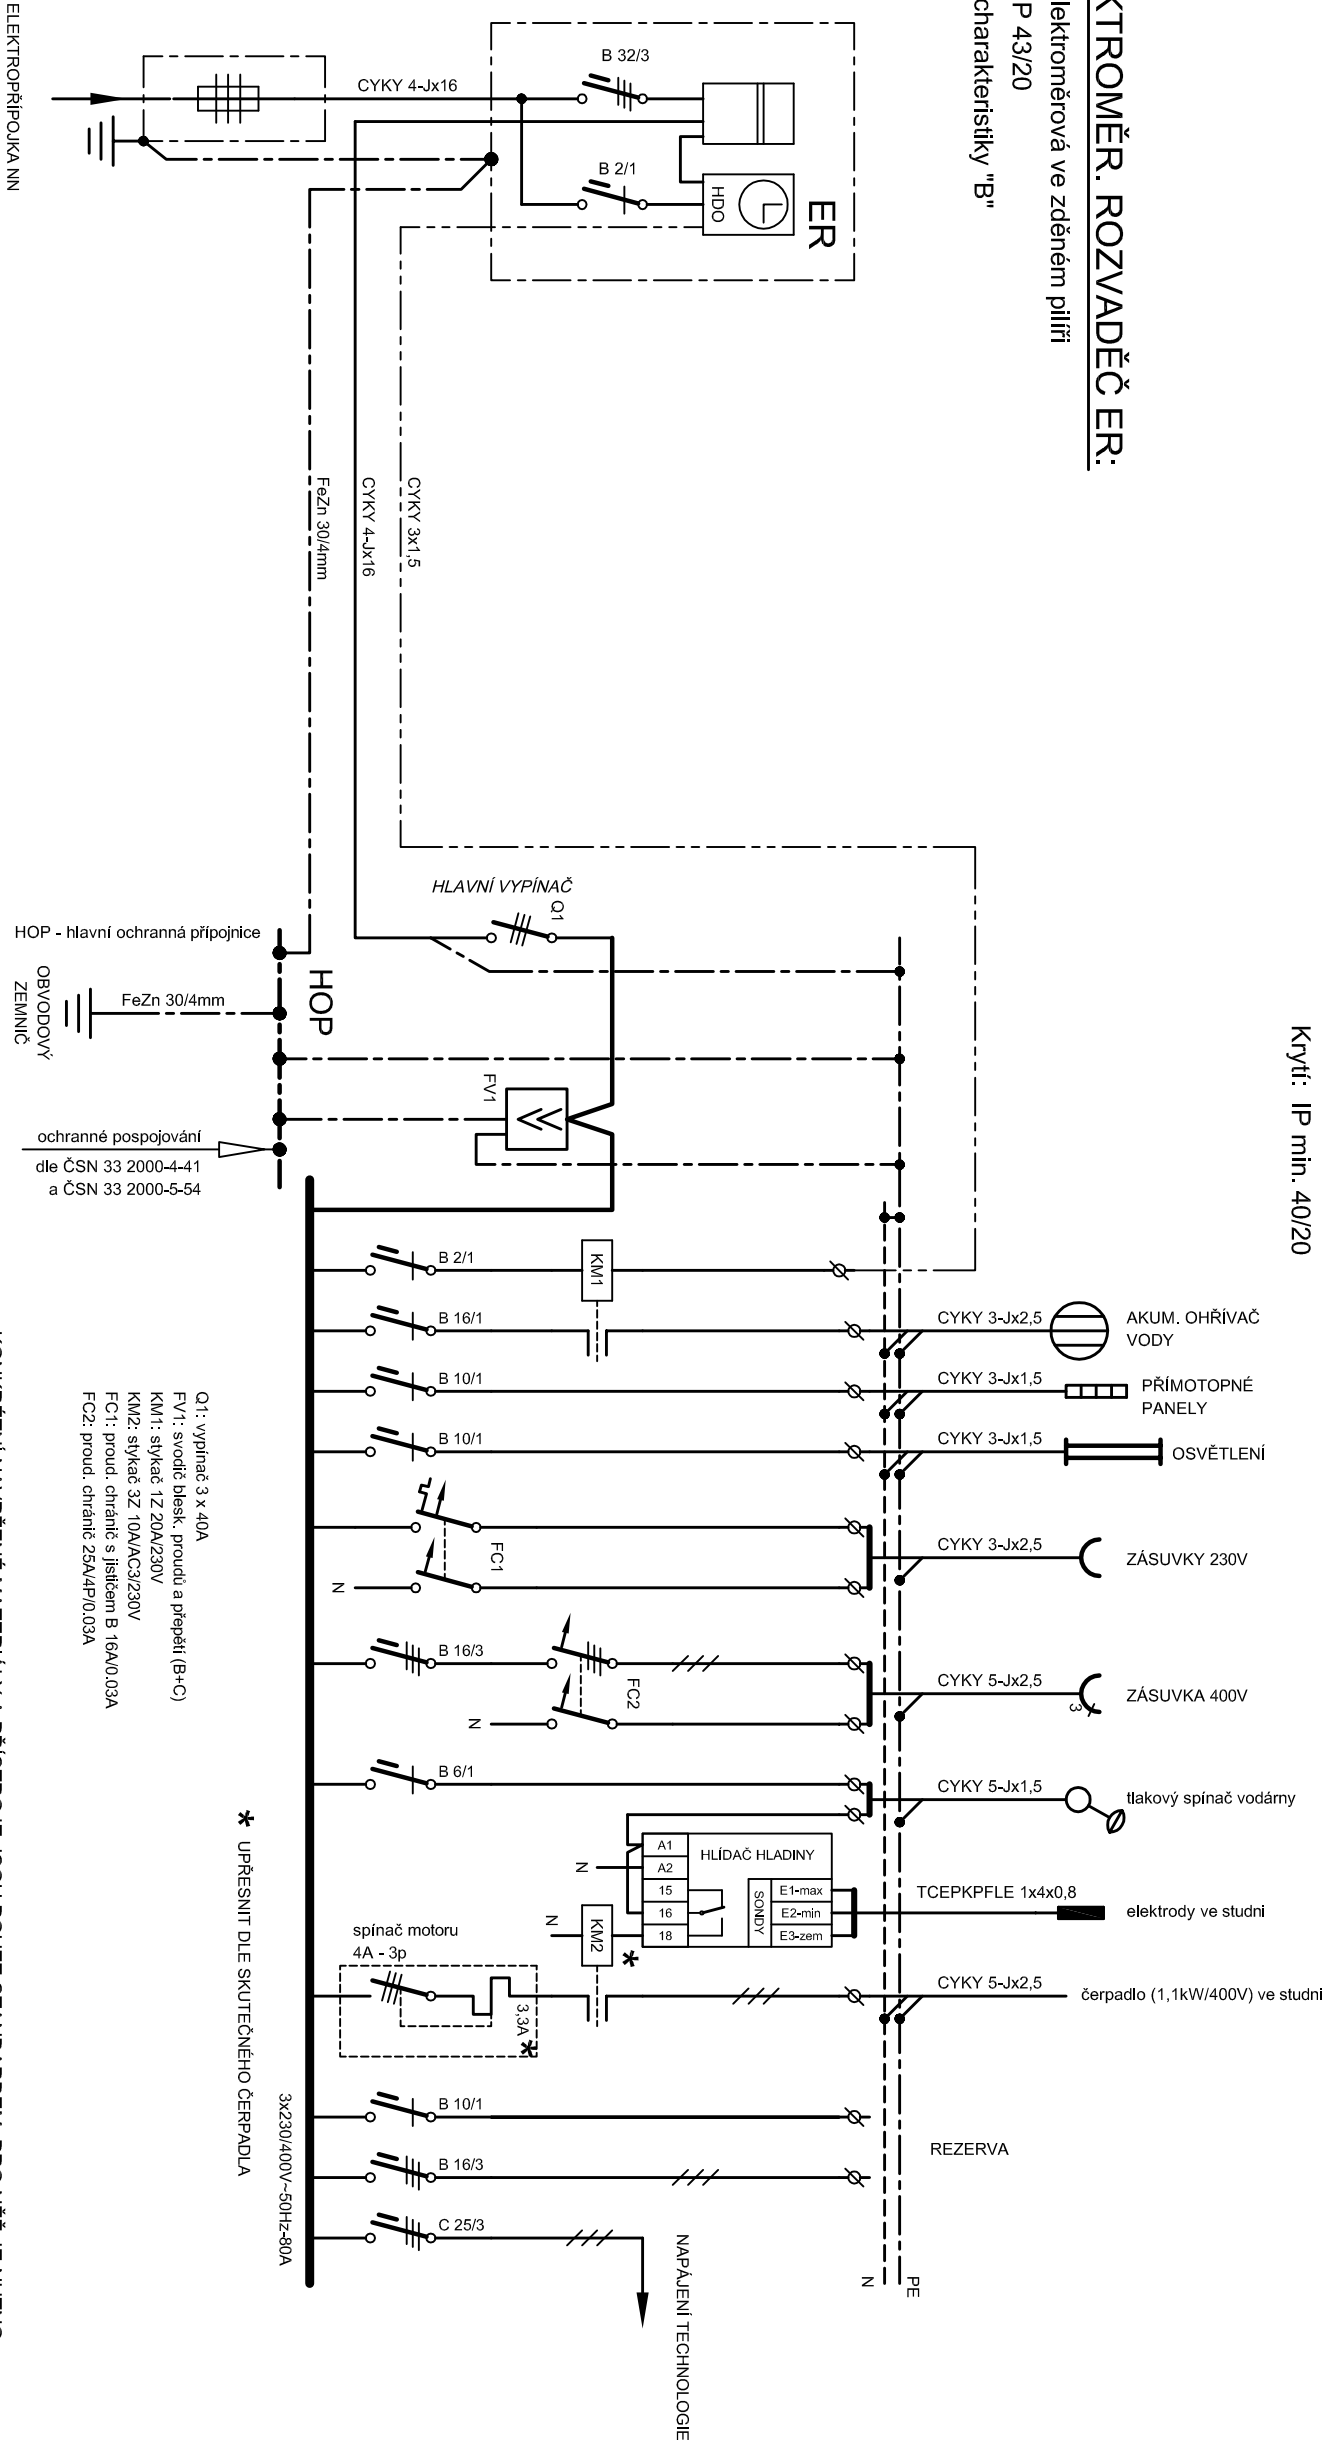 KTROMĚR. ROZVADĚČ ER:
lektroměrová ve zděném pilíři
P 43/20
charakteristiky "B"
Krytí: IP min. 40/20
ELEKTROPŘÍPOJKA NN
CYKY 4-Jx16
B 32/3
B 2/1
HDO
ER
CYKY 3x1,5
CYKY 4-Jx16
FeZn 30/4mm
HLAVNÍ VYPÍNAČ
Q1
HOP - hlavní ochranná přípojnice
HOP
FeZn 30/4mm
OBVODOVÝ
ZEMNIČ
FV1
ochranné pospojování
dle ČSN 33 2000-4-41
a ČSN 33 2000-5-54
B 2/1
KM1
B 16/1
CYKY 3-Jx2,5
AKUM. OHŘÍVAČ
VODY
B 10/1
CYKY 3-Jx1,5
PŘÍMOTOPNÉ
PANELY
B 10/1
CYKY 3-Jx1,5
OSVĚTLENÍ
FC1
N
CYKY 3-Jx2,5
ZÁSUVKY 230V
B 16/3
FC2
N
CYKY 5-Jx2,5
3
ZÁSUVKA 400V
B 6/1
CYKY 5-Jx1,5
tlakový spínač vodárny
A1
A2
15
16
18
HLÍDAČ HLADINY
SONDY
E1-max
E2-min
E3-zem
N
TCEPKPFLE 1x4x0,8
elektrody ve studni
N
KM2
*
spínač motoru
4A - 3p
3,3A
*
CYKY 5-Jx2,5
čerpadlo (1,1kW/400V) ve studni
B 10/1
B 16/3
REZERVA
C 25/3
NAPÁJENÍ TECHNOLOGIE
N
PE
3x230/400V~50Hz-80A
* UPŘESNIT DLE SKUTEČNÉHO ČERPADLA
Q1: vypínač 3 x 40A
FV1: svodič blesk. proudů a přepětí (B+C)
KM1: stykač 1Z 20A/230V
KM2: stykač 3Z 10A/AC3/230V
FC1: proud. chránič s jističem B 16A/0.03A
FC2: proud. chránič 25A/4P/0.03A